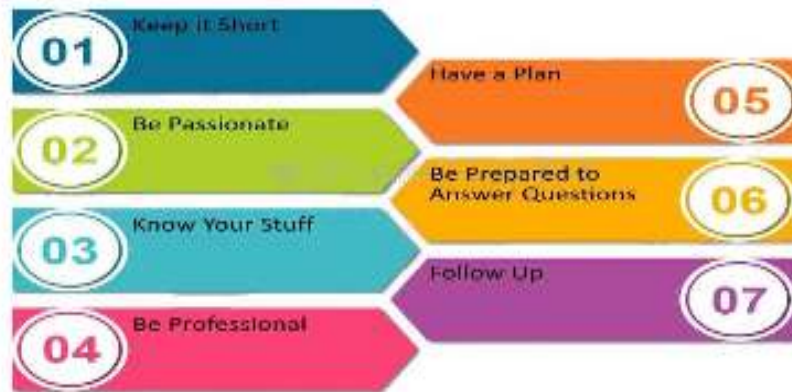 01
Keep it Short
02
Be Passionate
03
Know Your Stuff
04
Be Professional
Have a Plan
05
Be Prepared to
Answer Questions
06
Follow Up
07